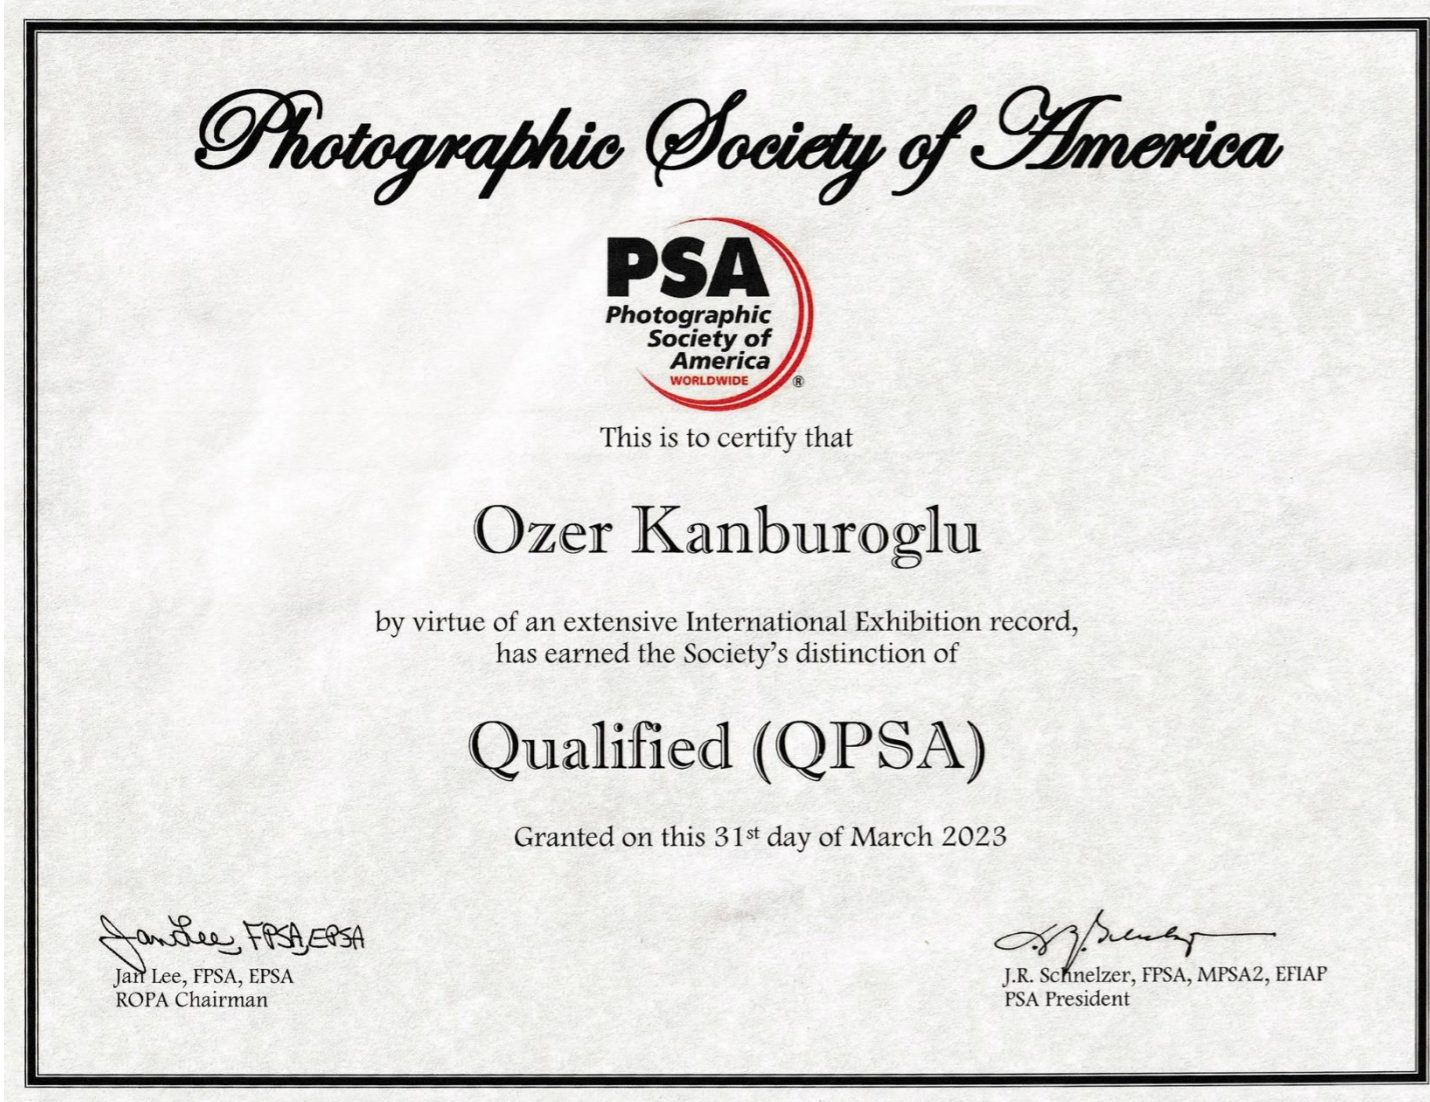 Photographic Society of America
PSA
Photographic
Society of
America
WORLDWIDE
®
This is to certify that
Ozer Kanburoglu
by virtue of an extensive International Exhibition record,
has earned the Society's distinction of
Qualified (QPSA)
Granted on this 31st day of March 2023
Jan Lee, FPSA, EPSA
Jan Lee, FPSA, EPSA
ROPA Chairman
J.R. Schnelzer, FPSA, MPSA2, EFIAP
PSA President